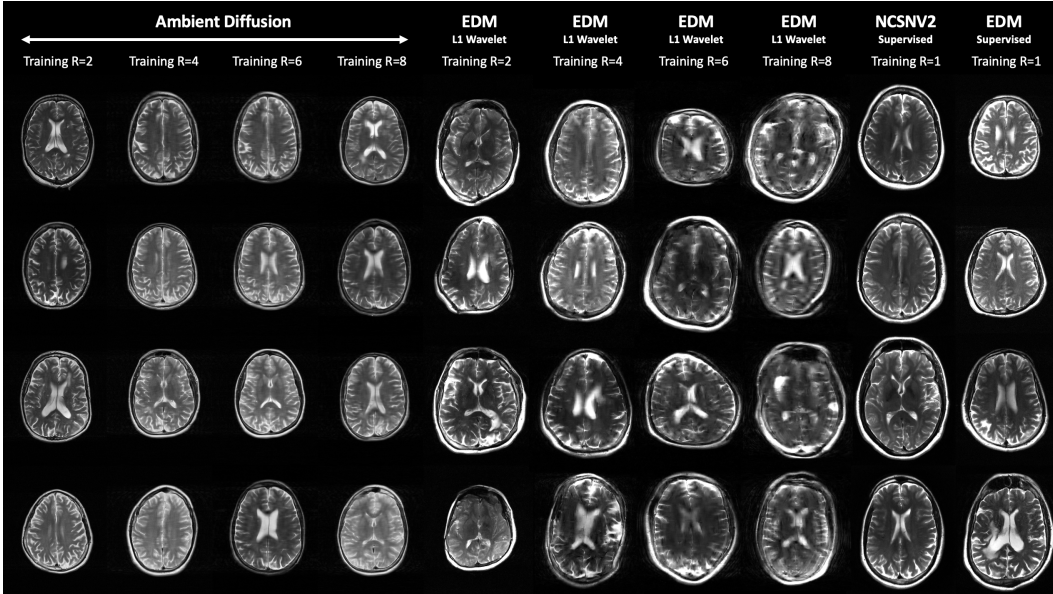 Ambient Diffusion EDM EDM EDM EDM NCSNV2 EDM
L1 Wavelet L1 Wavelet L1 Wavelet L1 Wavelet Supervised Supervised
Training R=2 Training R=4 Training R=6 Training R=8 Training R=2 Training R=4 Training R=6 Training R=8 Training R=1 Training R=1